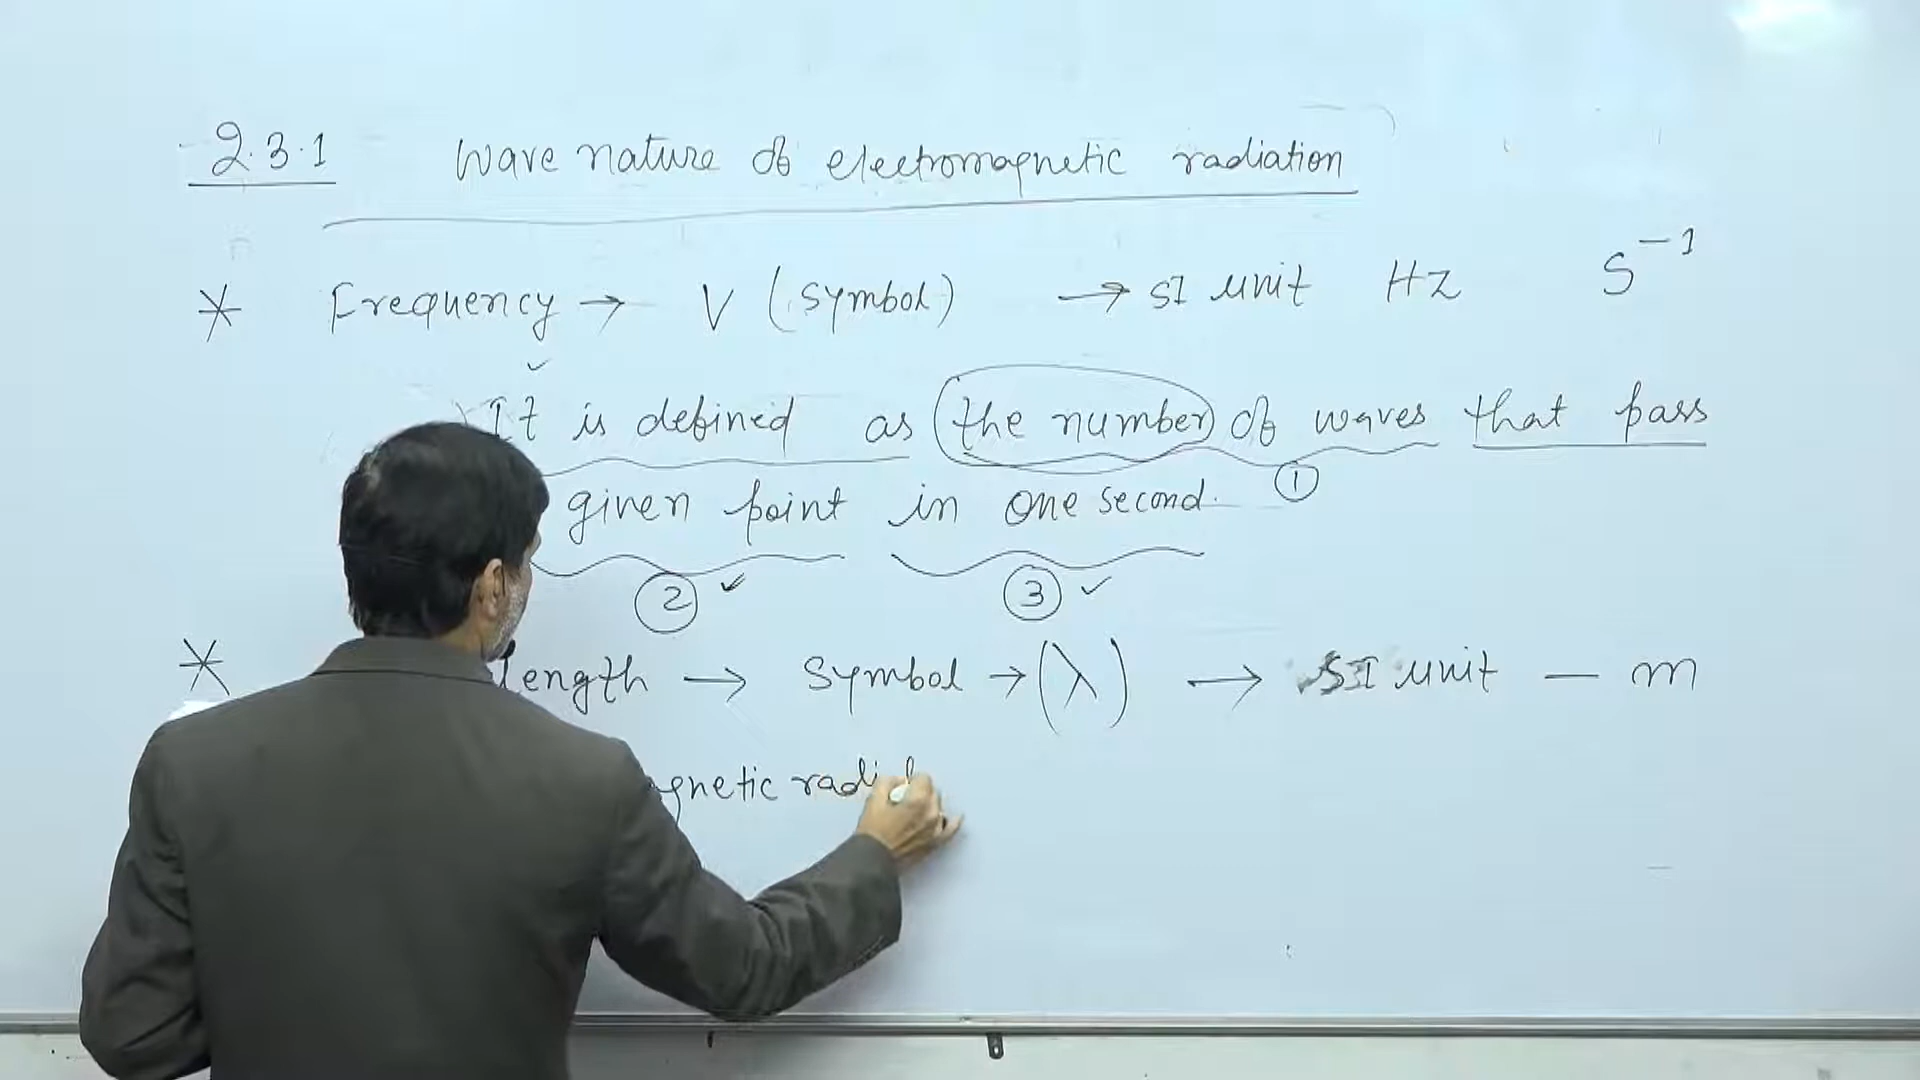 2.3.1 Wave nature of electromagnetic radiation
* Frequency → ν (symbol) → SI unit Hz S⁻¹
It is defined as the number of waves that pass
given point in one second. ①
② ✓ ③ ✓
* length → Symbol → (λ) → SI unit — m
gnetic radi